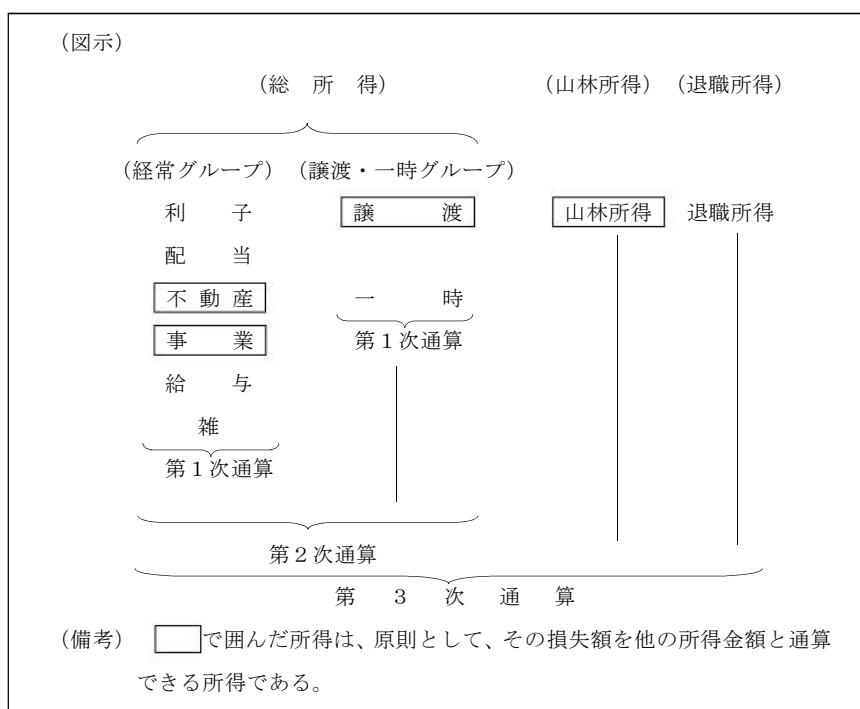 (図示)
(総 所 得) (山林所得) (退職所得)
(経常グループ) (譲渡・一時グループ)
利 子 譲 渡 山林所得 退職所得
配 当
不 動 産 一 時
事 業 第1次通算
給 与
雑
第1次通算
第2次通算
第 3 次 通 算
(備考) で囲んだ所得は、原則として、その損失額を他の所得金額と通算
できる所得である。